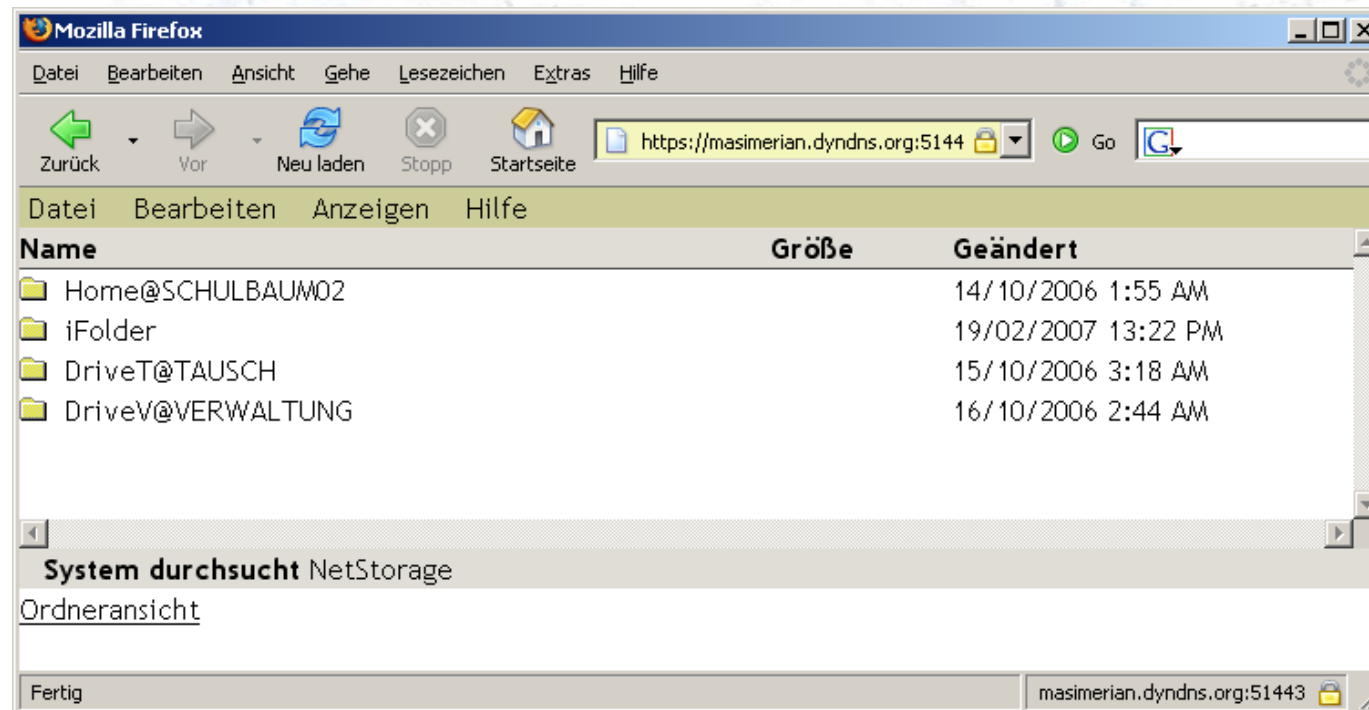 Mozilla Firefox
Datei Bearbeiten Ansicht Gehe Lesezeichen Extras Hilfe
Zurück Vor Neu laden Stopp Startseite https://masimerian.dyndns.org:5144 Go G
Datei Bearbeiten Anzeigen Hilfe
Name Größe Geändert
Home@SCHULBAUM02 14/10/2006 1:55 AM
iFolder 19/02/2007 13:22 PM
DriveT@TAUSCH 15/10/2006 3:18 AM
DriveV@VERWALTUNG 16/10/2006 2:44 AM
System durchsucht NetStorage
Ordneransicht
Fertig masimerian.dyndns.org:51443